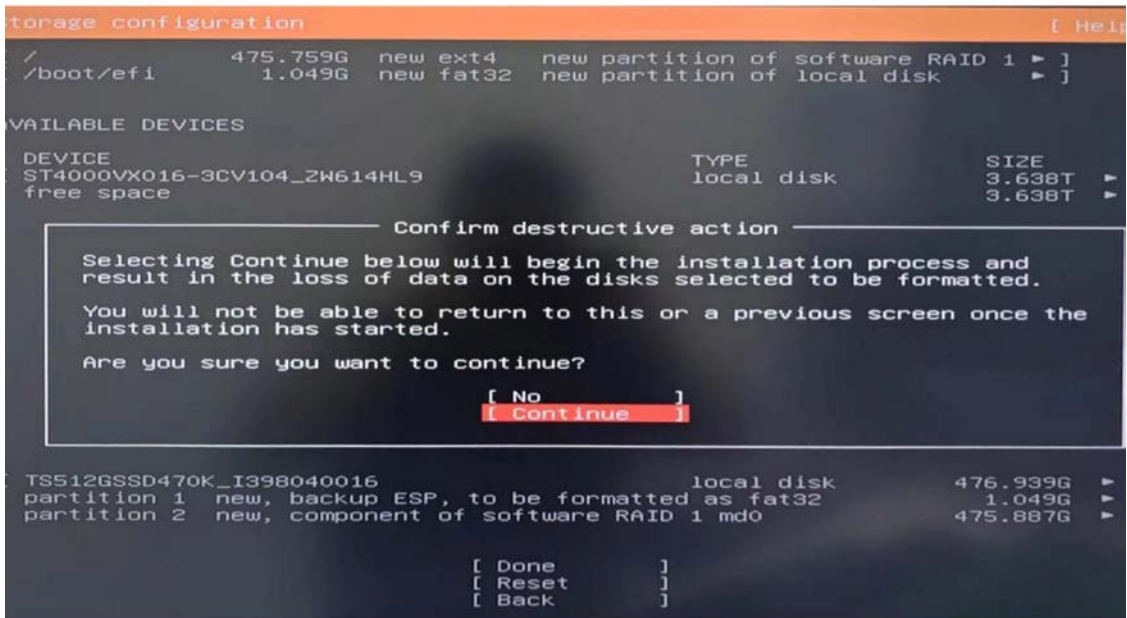 torage configuration [ Help
/ 475.759G new ext4 new partition of software RAID 1 ► ]
/boot/efi 1.049G new fat32 new partition of local disk ► ]
VAILABLE DEVICES
DEVICE TYPE SIZE
ST4000VX016-3CV104_ZW614HL9 local disk 3.638T ►
free space 3.638T ►
Confirm destructive action
Selecting Continue below will begin the installation process and
result in the loss of data on the disks selected to be formatted.
You will not be able to return to this or a previous screen once the
installation has started.
Are you sure you want to continue?
[ No ]
[ Continue ]
[ TS512GSSD470K_I398040016 local disk 476.939G ►
partition 1 new, backup ESP, to be formatted as fat32 1.049G ►
partition 2 new, component of software RAID 1 md0 475.887G ►
[ Done ]
[ Reset ]
[ Back ]